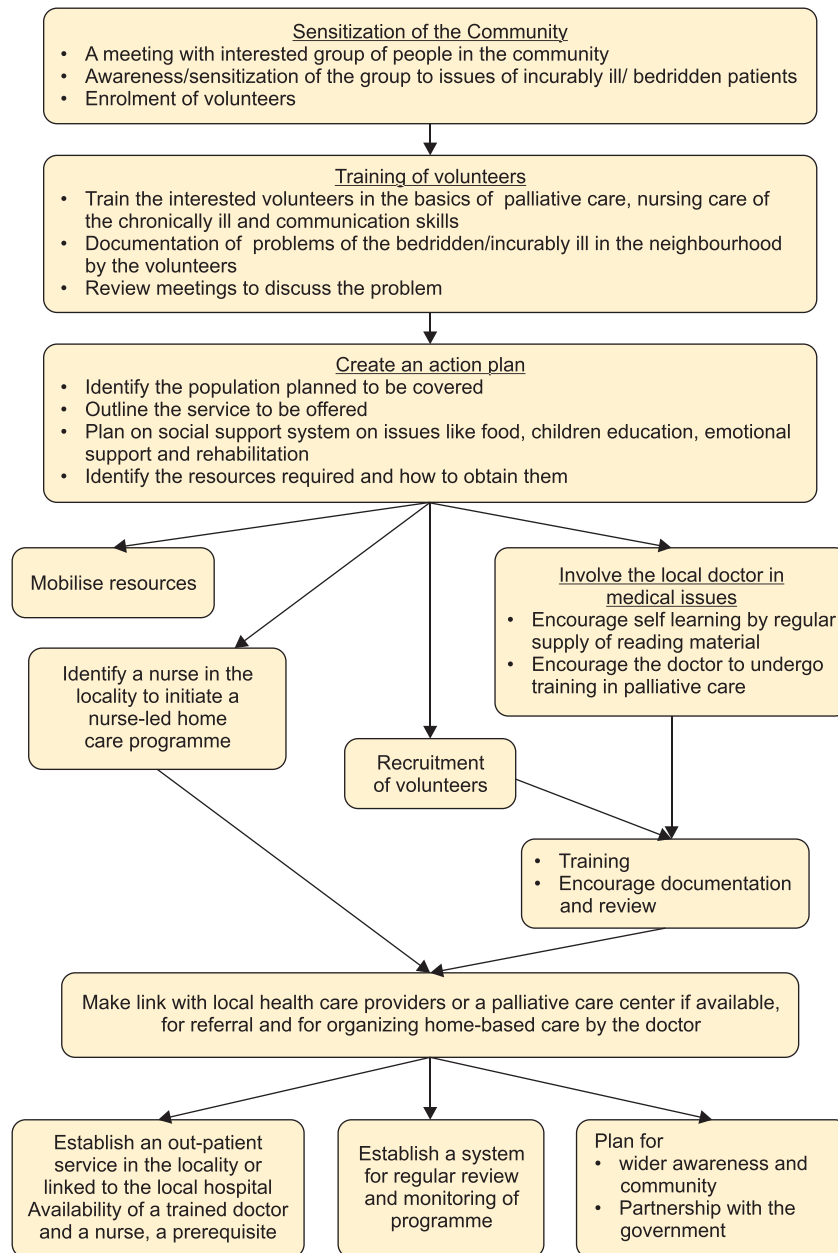 Sensitization of the Community
• A meeting with interested group of people in the community
• Awareness/sensitization of the group to issues of incurably ill/ bedridden patients
• Enrolment of volunteers
Training of volunteers
• Train the interested volunteers in the basics of palliative care, nursing care of
the chronically ill and communication skills
• Documentation of problems of the bedridden/incurably ill in the neighbourhood
by the volunteers
• Review meetings to discuss the problem
Create an action plan
• Identify the population planned to be covered
• Outline the service to be offered
• Plan on social support system on issues like food, children education, emotional
support and rehabilitation
• Identify the resources required and how to obtain them
Mobilise resources
Involve the local doctor in
medical issues
• Encourage self learning by regular
supply of reading material
• Encourage the doctor to undergo
training in palliative care
Identify a nurse in the
locality to initiate a
nurse-led home
care programme
Recruitment
of volunteers
• Training
• Encourage documentation
and review
Make link with local health care providers or a palliative care center if available,
for referral and for organizing home-based care by the doctor
Establish an out-patient
service in the locality or
linked to the local hospital
Availability of a trained doctor
and a nurse, a prerequisite
Establish a system
for regular review
and monitoring of
programme
Plan for
• wider awareness and
community
• Partnership with the
government